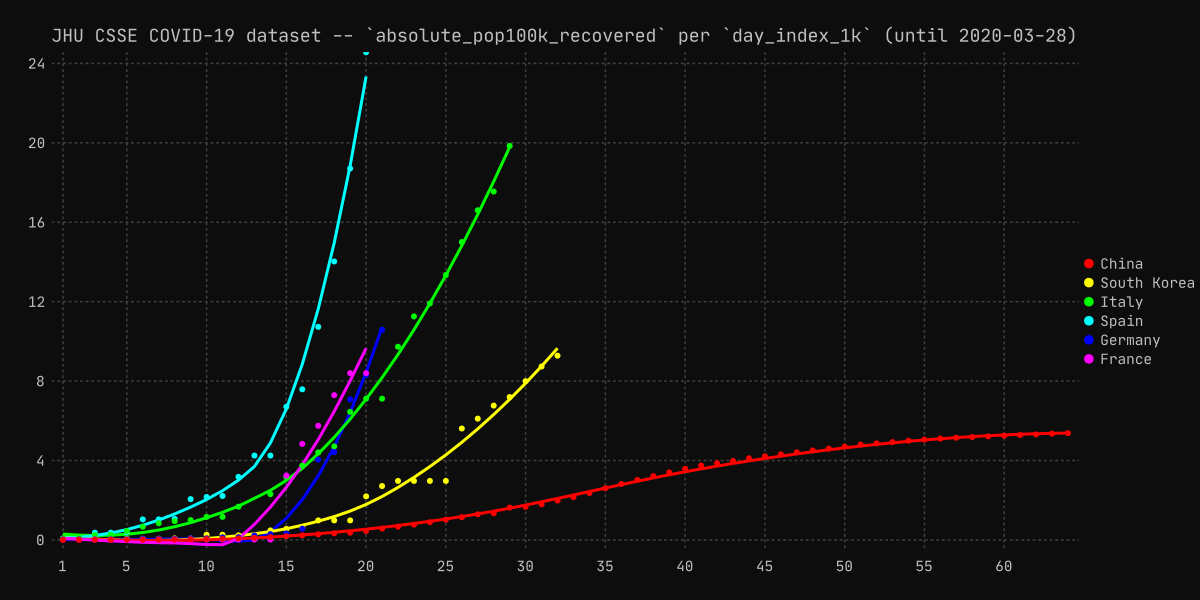 JHU CSSE COVID-19 dataset -- `absolute_pop100k_recovered` per `day_index_1k` (until 2020-03-28)
24
20
16
12
8
4
0
1 5 10 15 20 25 30 35 40 45 50 55 60
China
South Korea
Italy
Spain
Germany
France